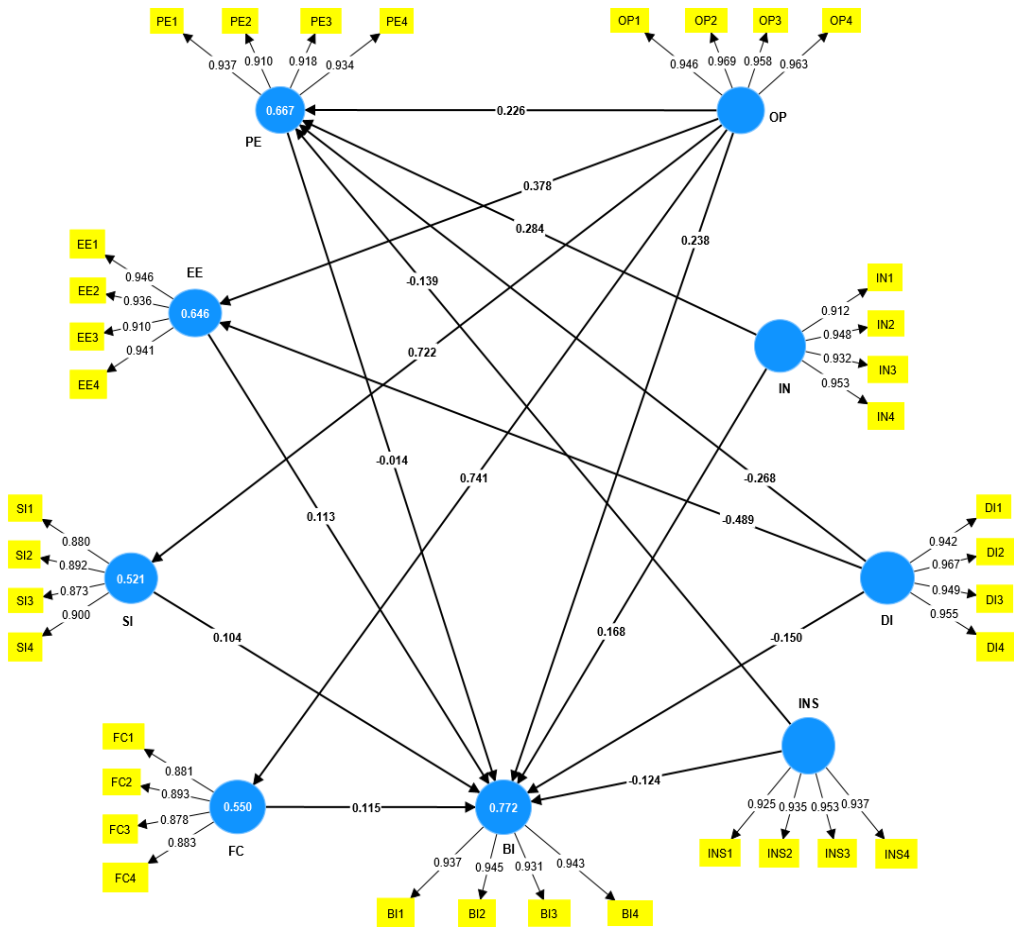 PE1 PE2 PE3 PE4
OP1 OP2 OP3 OP4
0.937 0.910 0.918 0.934
0.946 0.969 0.958 0.963
0.667
PE
0.226
OP
0.378
0.284
0.238
-0.139
EE1
EE2
EE3
EE4
0.946
0.936
0.910
0.941
EE
0.646
IN1
IN2
IN3
IN4
0.912
0.948
0.932
0.953
IN
0.722
-0.014
0.741
-0.268
0.113
-0.489
SI1
SI2
SI3
SI4
0.880
0.892
0.873
0.900
0.521
SI
DI1
DI2
DI3
DI4
0.942
0.967
0.949
0.955
DI
0.104
0.168
-0.150
INS
FC1
FC2
FC3
FC4
0.881
0.893
0.878
0.883
0.550
FC
0.115
0.772
BI
-0.124
0.925 0.935 0.953 0.937
INS1 INS2 INS3 INS4
0.937 0.945 0.931 0.943
BI1 BI2 BI3 BI4